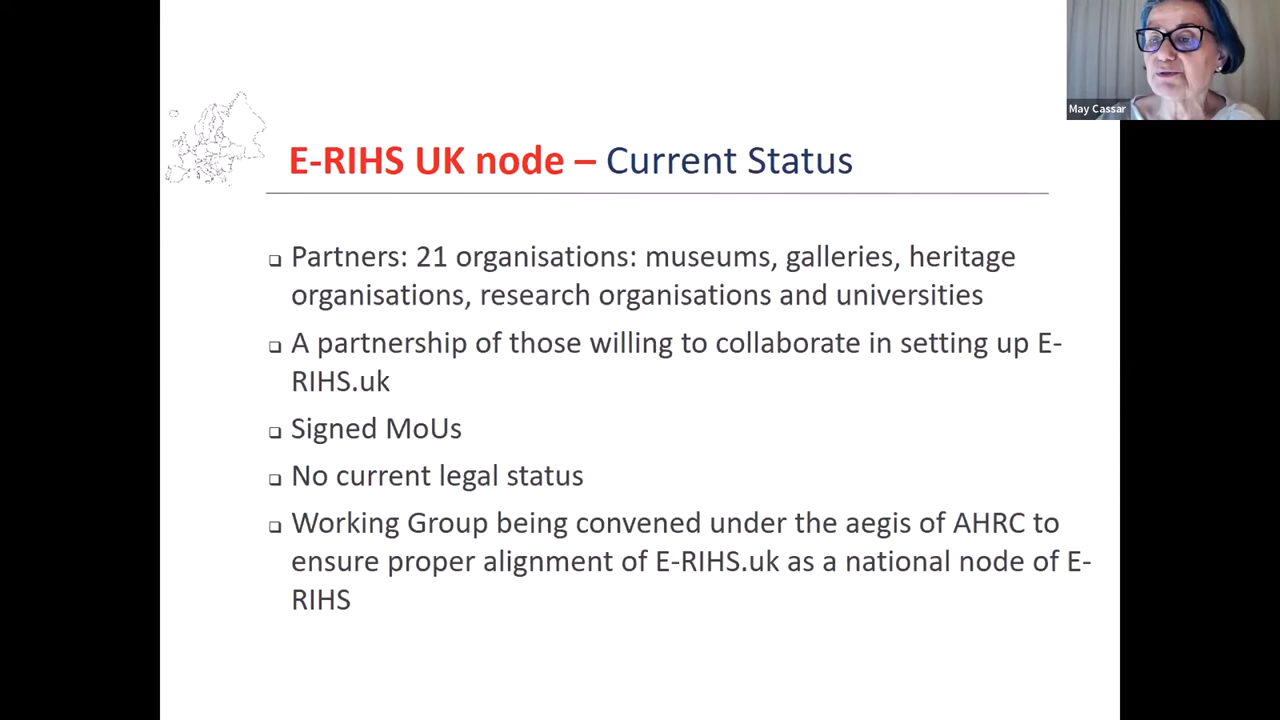 May Cassar
E-RIHS UK node – Current Status
❑ Partners: 21 organisations: museums, galleries, heritage
organisations, research organisations and universities
❑ A partnership of those willing to collaborate in setting up E-
RIHS.uk
❑ Signed MoUs
❑ No current legal status
❑ Working Group being convened under the aegis of AHRC to
ensure proper alignment of E-RIHS.uk as a national node of E-
RIHS